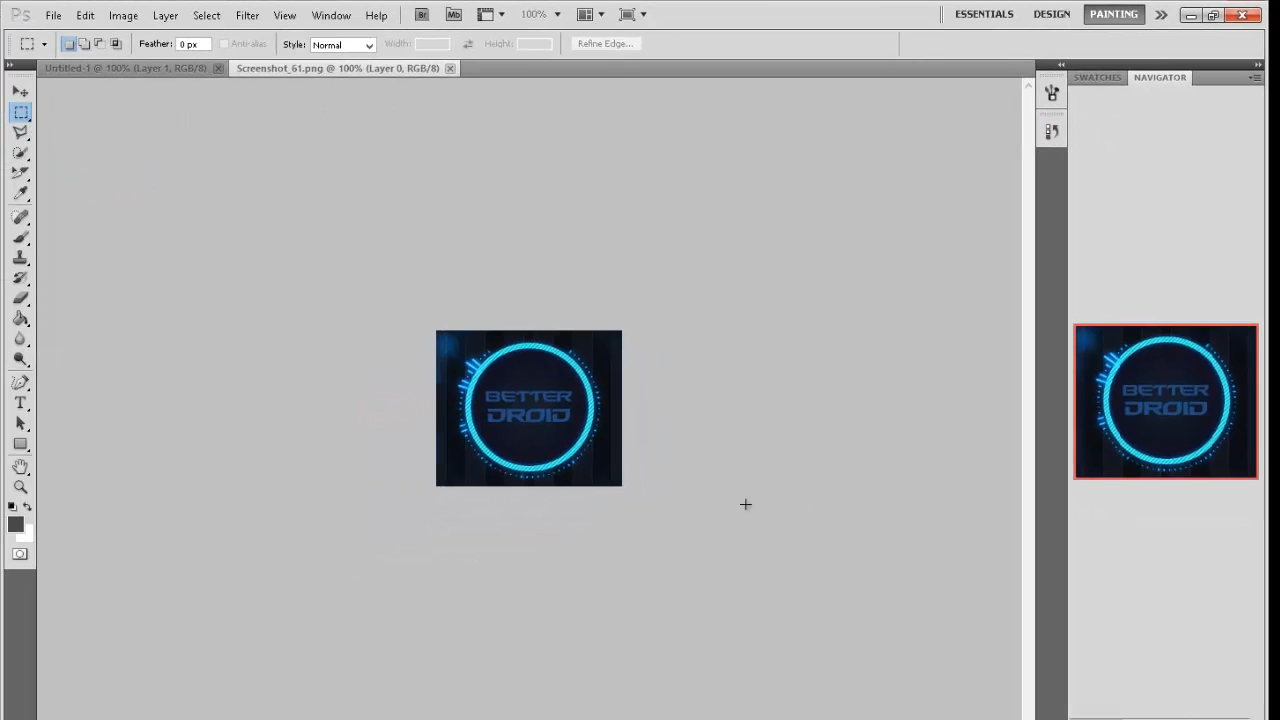 Ps File Edit Image Layer Select Filter View Window Help Br Mb 100% ESSENTIALS DESIGN PAINTING
Feather: 0 px Anti-alias Style: Normal Width: Height: Refine Edge...
Untitled-1 @ 100% (Layer 1, RGB/8) Screenshot_61.png @ 100% (Layer 0, RGB/8) SWATCHES NAVIGATOR
BETTER
DROID
BETTER
DROID